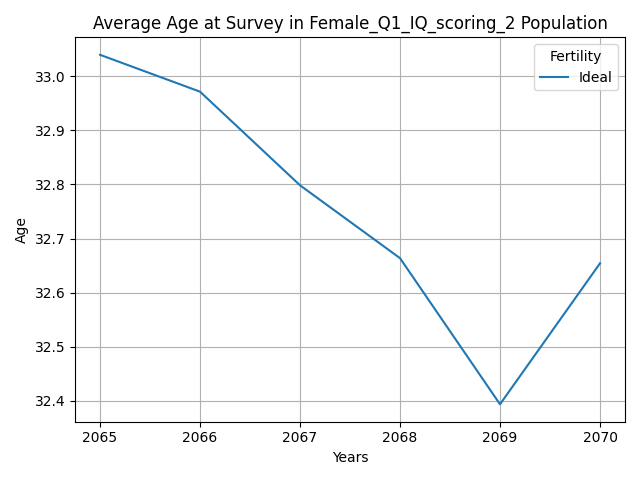 Average Age at Survey in Female_Q1_IQ_scoring_2 Population
Fertility
Ideal
33.0
32.9
32.8
32.7
32.6
32.5
32.4
Age
2065 2066 2067 2068 2069 2070
Years